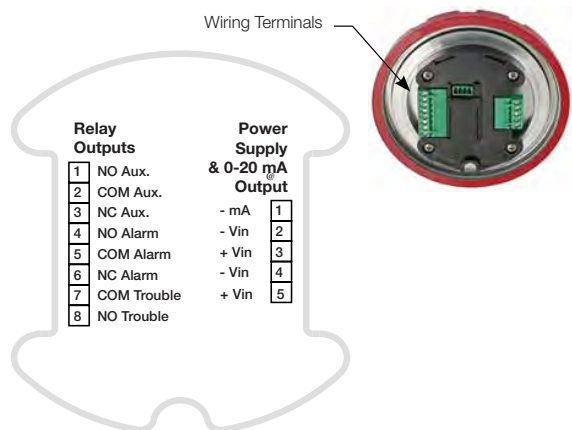 Wiring Terminals
Relay
Outputs
1 NO Aux.
2 COM Aux.
3 NC Aux.
4 NO Alarm
5 COM Alarm
6 NC Alarm
7 COM Trouble
8 NO Trouble
Power
Supply
& 0-20 mA
@
Output
- mA 1
- Vin 2
+ Vin 3
- Vin 4
+ Vin 5